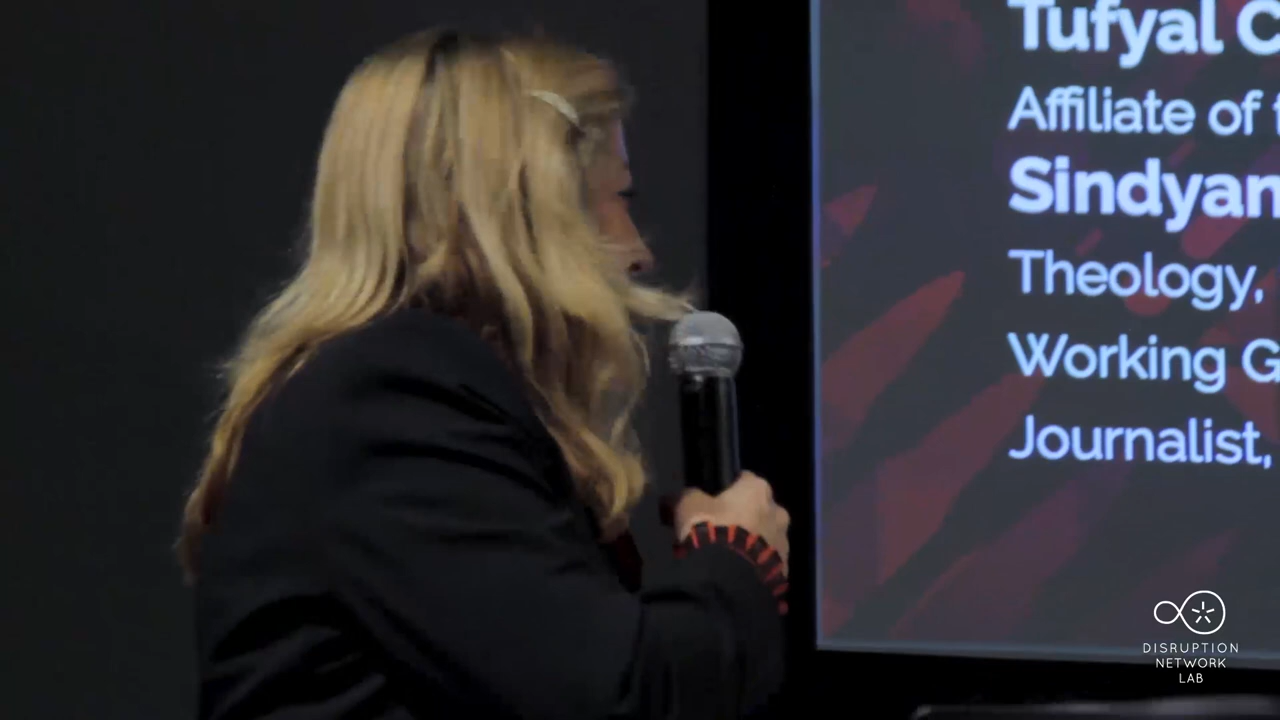 Tufyal C
Affiliate of
Sindyan
Theology,
Working G
Journalist,
DISRUPTION
NETWORK
LAB